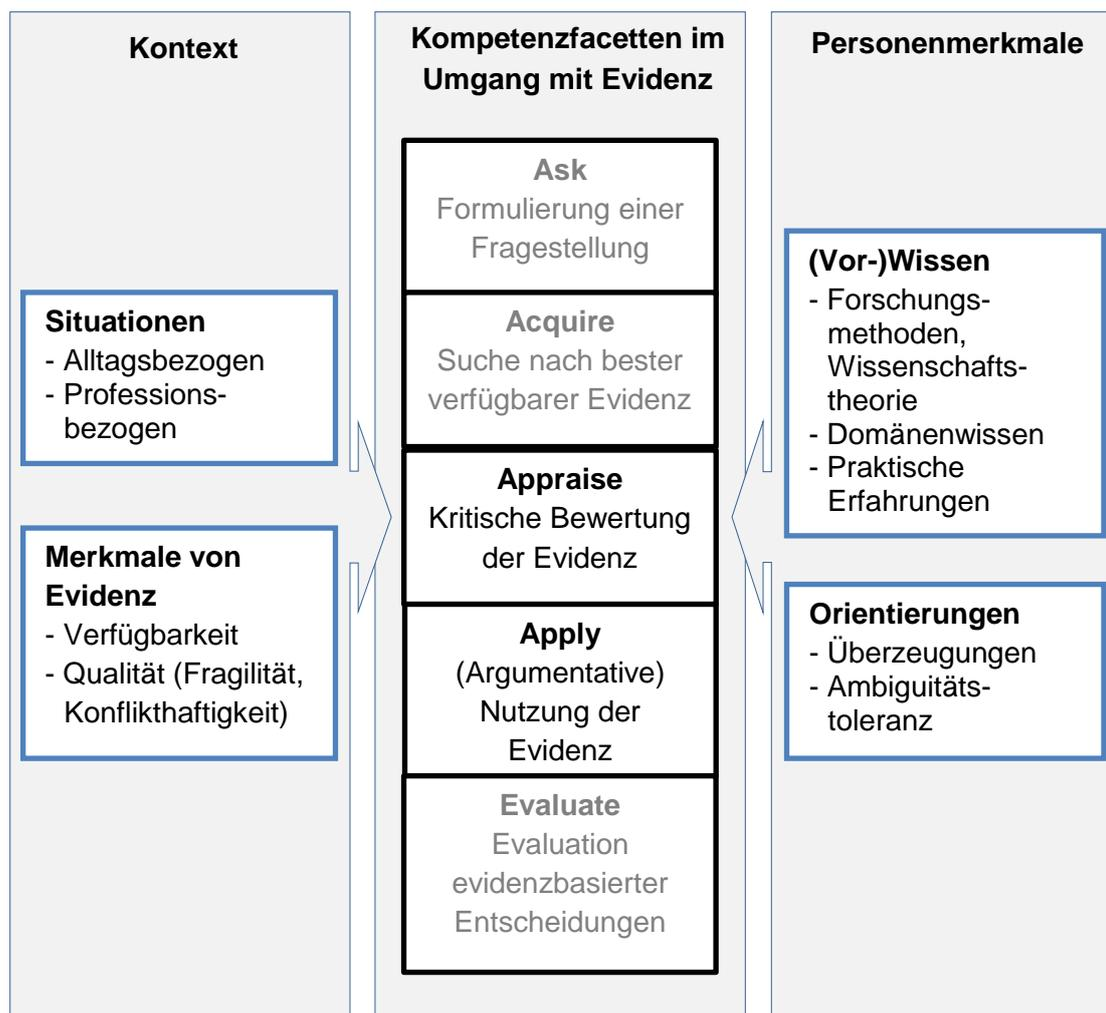 Kontext
Situationen
- Alltagsbezogen
- Professions-
bezogen
Merkmale von
Evidenz
- Verfügbarkeit
- Qualität (Fragilität,
Konflikthaftigkeit)
Kompetenzfacetten im
Umgang mit Evidenz
Ask
Formulierung einer
Fragestellung
Acquire
Suche nach bester
verfügbarer Evidenz
Appraise
Kritische Bewertung
der Evidenz
Apply
(Argumentative)
Nutzung der
Evidenz
Evaluate
Evaluation
evidenzbasierter
Entscheidungen
Personenmerkmale
(Vor-)Wissen
- Forschungs-
methoden,
Wissenschafts-
theorie
- Domänenwissen
- Praktische
Erfahrungen
Orientierungen
- Überzeugungen
- Ambiguitäts-
toleranz